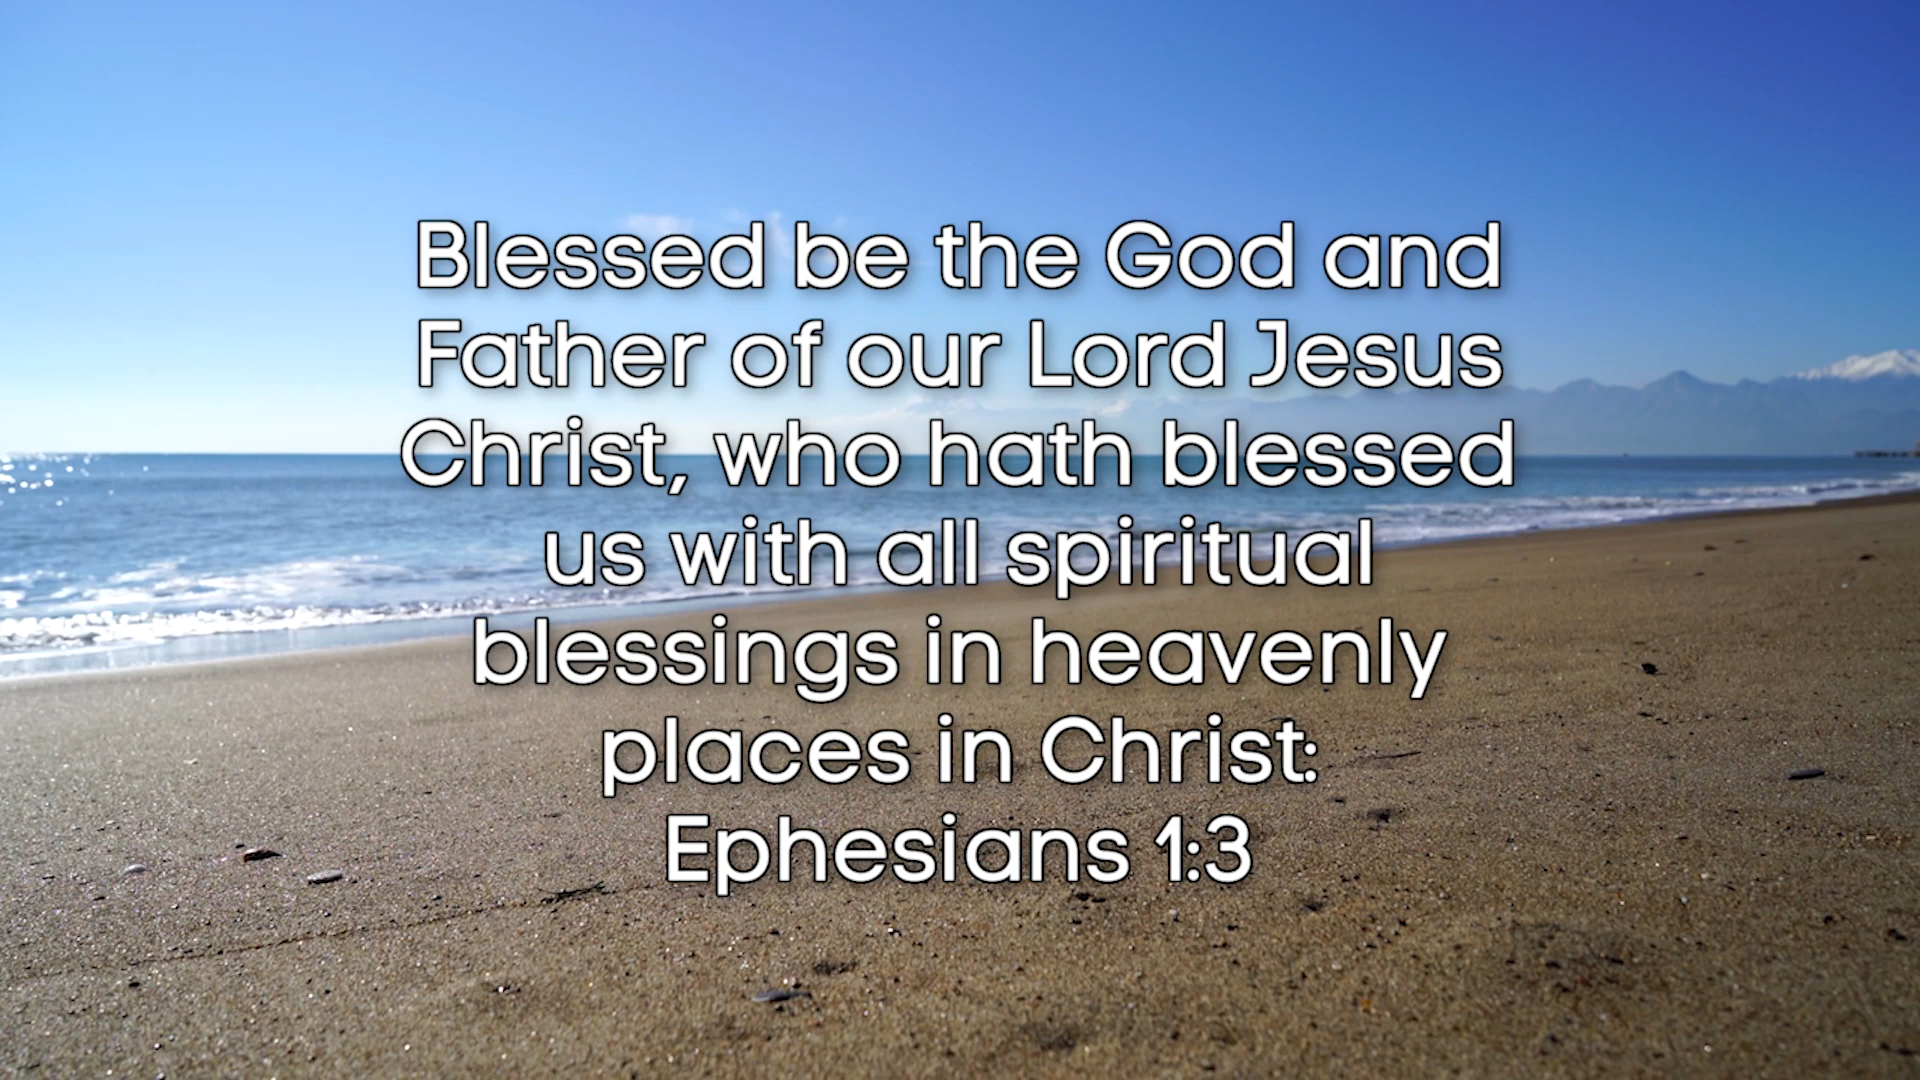 Blessed be the God and
Father of our Lord Jesus
Christ, who hath blessed
us with all spiritual
blessings in heavenly
places in Christ:
Ephesians 1:3